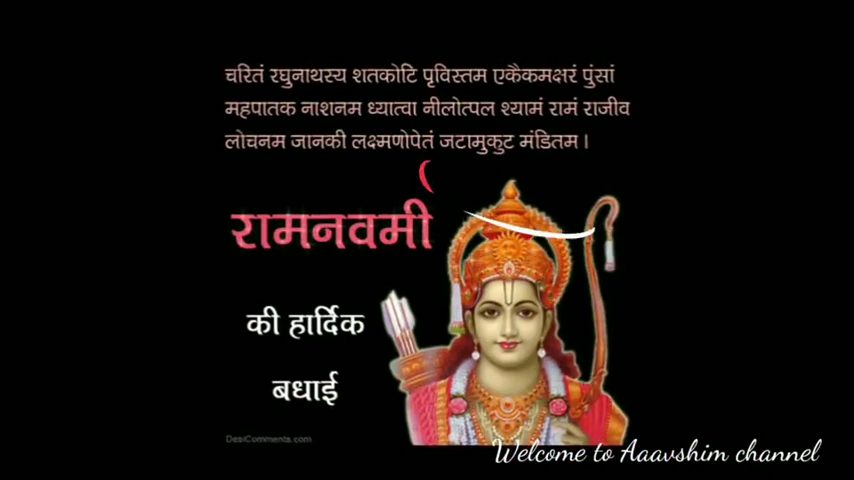 चरितं रघुनाथस्य शतकोटि पृविस्तम एकैकमक्षरं पुंसां
महपातक नाशनम ध्यात्वा नीलोत्पल श्यामं रामं राजीव
लोचनम जानकी लक्ष्मणोपेतं जटामुकुट मंडितम ।
रामनवमी
की हार्दिक
बधाई
DesiComments.com
Welcome to Aaavshim channel